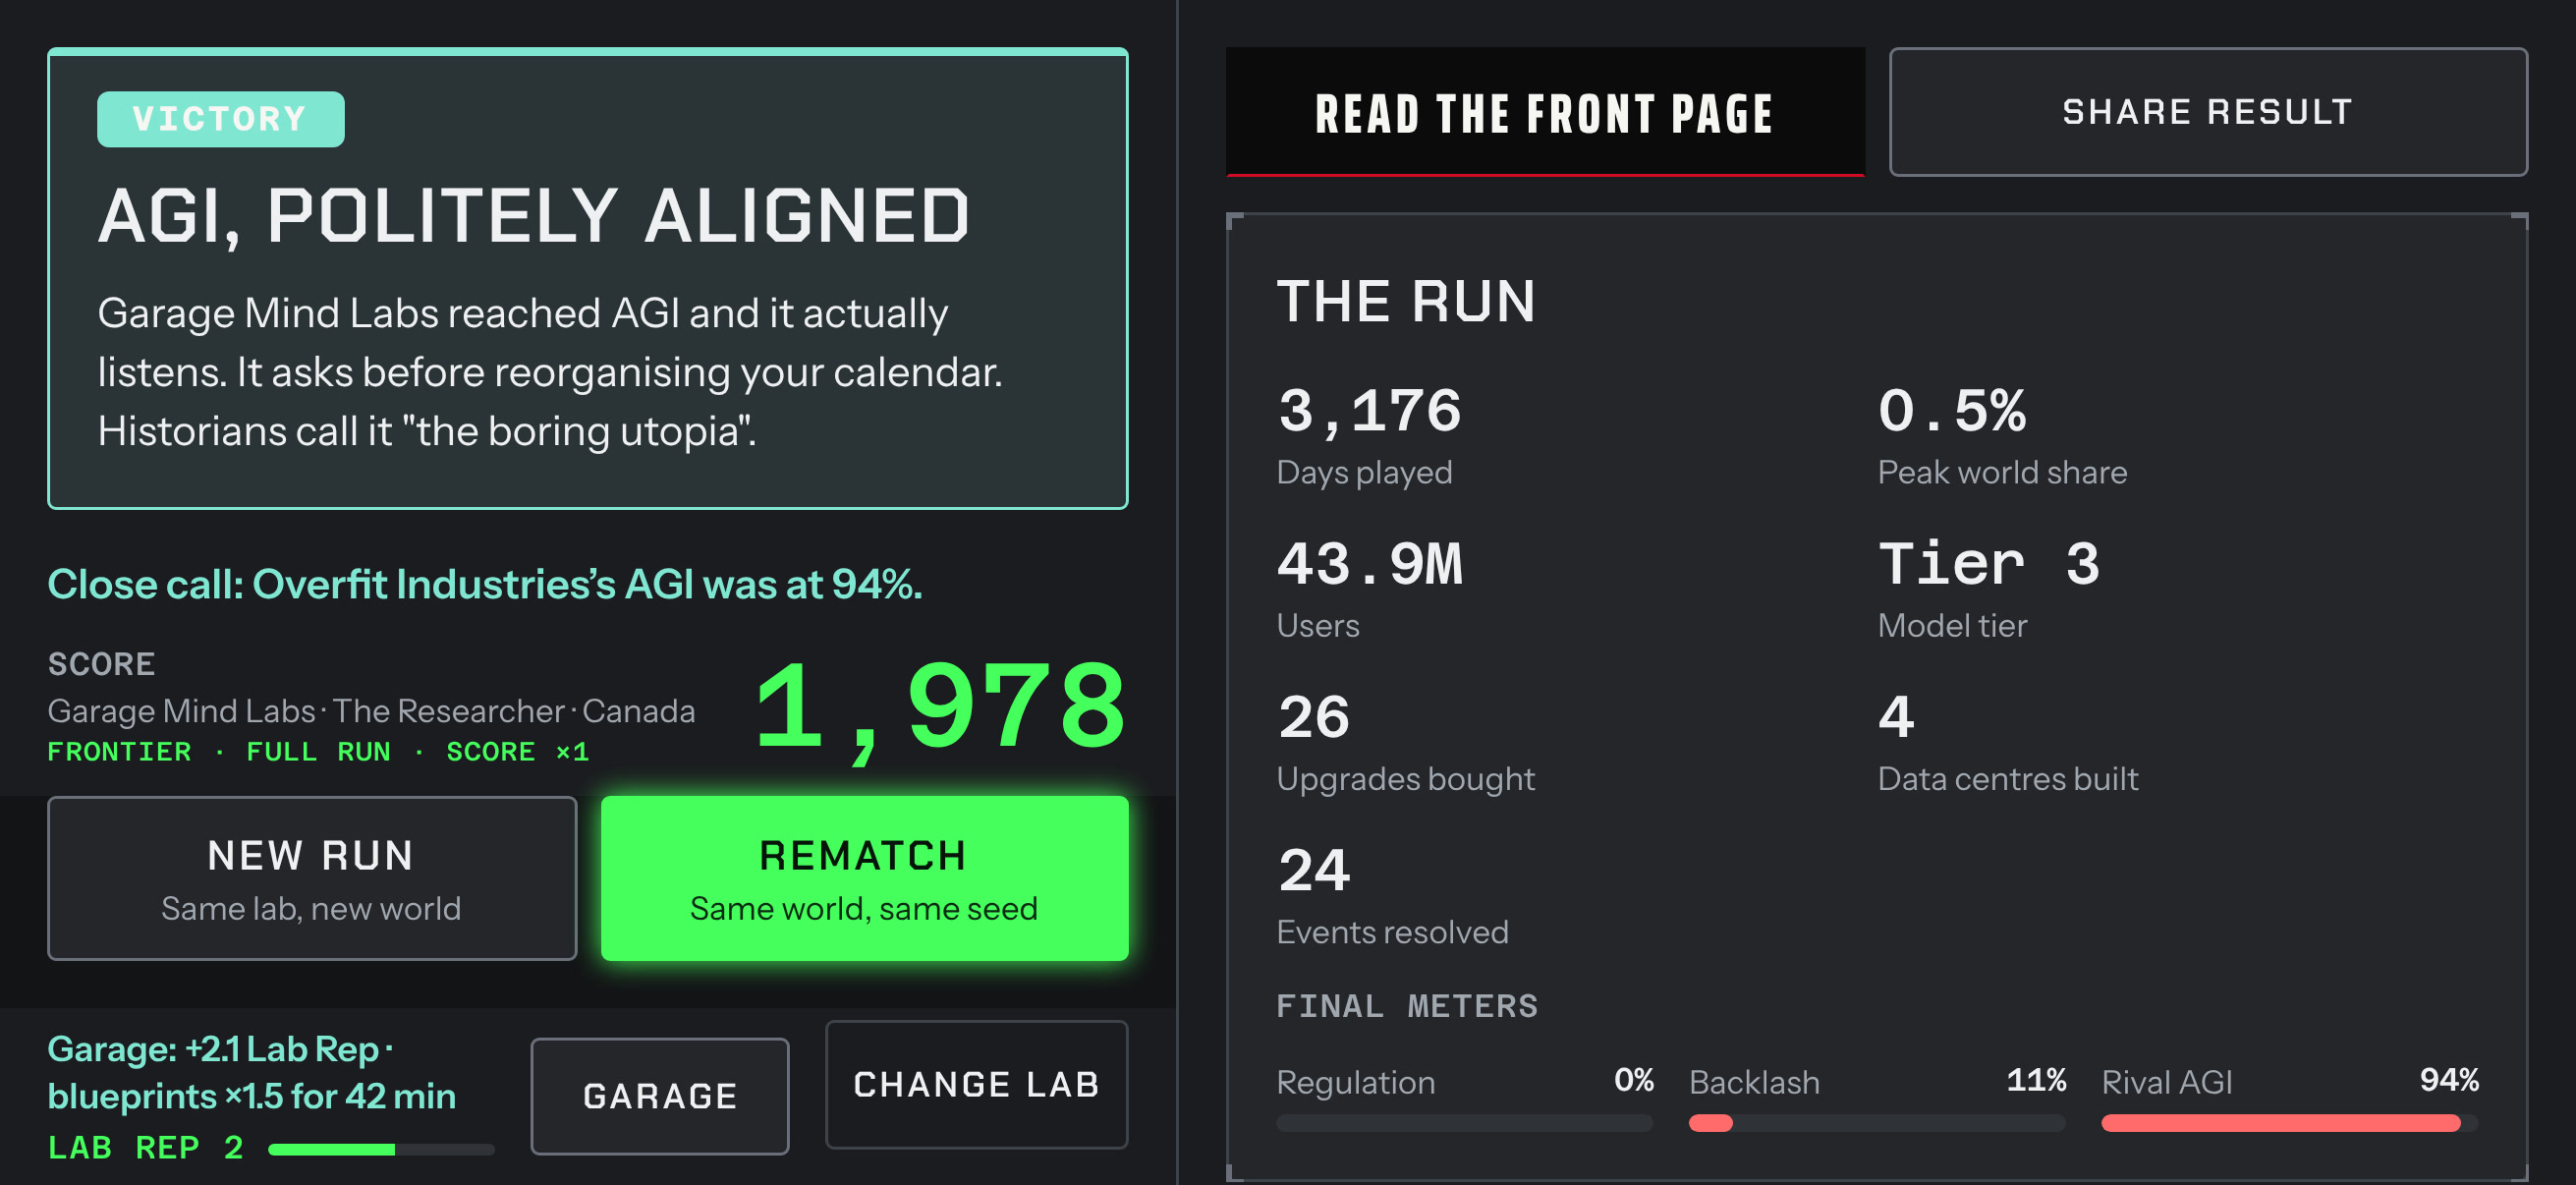 VICTORY
AGI, POLITELY ALIGNED
Garage Mind Labs reached AGI and it actually
listens. It asks before reorganising your calendar.
Historians call it "the boring utopia".
Close call: Overfit Industries’s AGI was at 94%.
SCORE
Garage Mind Labs · The Researcher · Canada
FRONTIER · FULL RUN · SCORE ×1
1,978
NEW RUN
Same lab, new world
REMATCH
Same world, same seed
Garage: +2.1 Lab Rep ·
blueprints ×1.5 for 42 min
LAB REP 2
GARAGE
CHANGE LAB
READ THE FRONT PAGE
SHARE RESULT
THE RUN
3,176
Days played
0.5%
Peak world share
43.9M
Users
Tier 3
Model tier
26
Upgrades bought
4
Data centres built
24
Events resolved
FINAL METERS
Regulation 0%
Backlash 11%
Rival AGI 94%